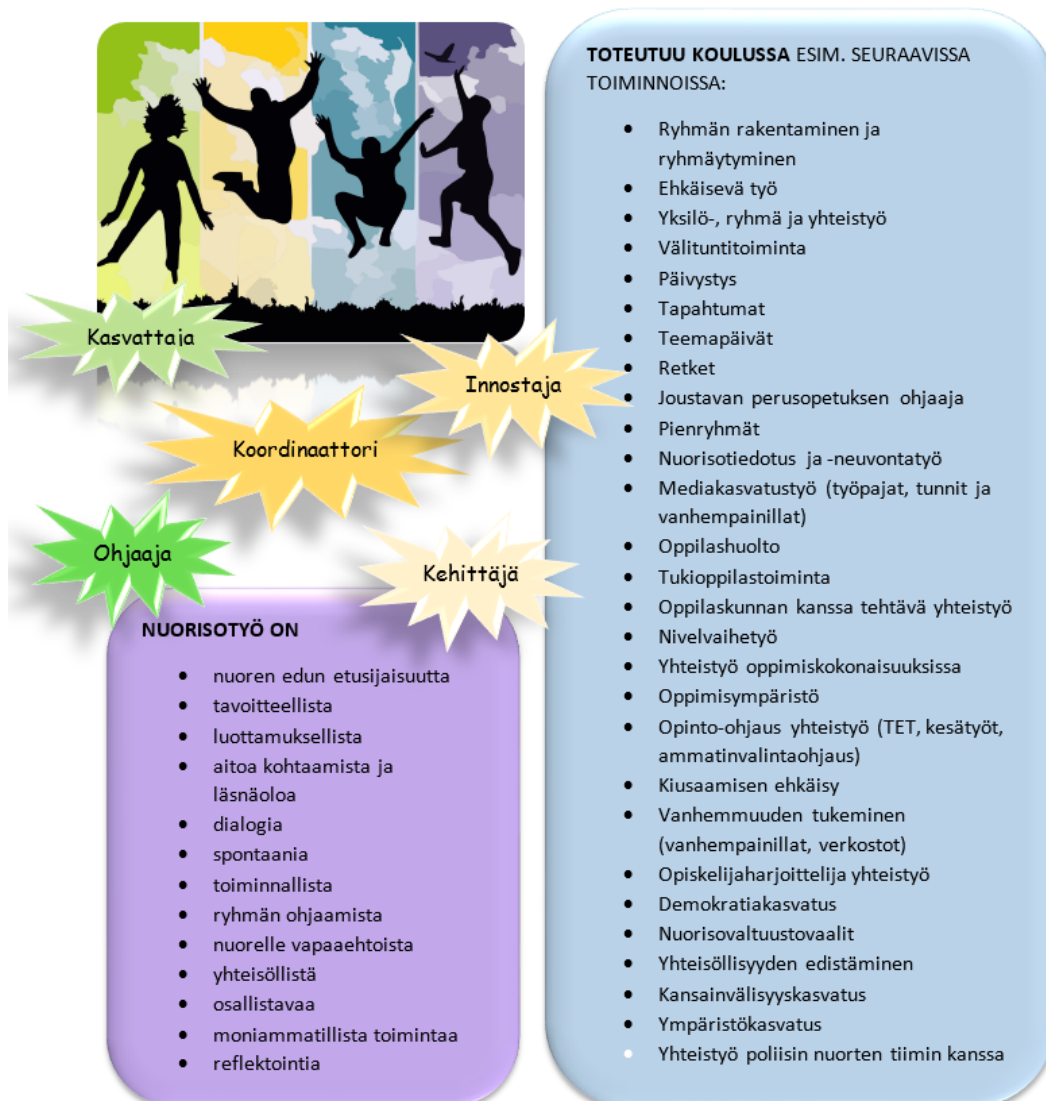 Kasvattaja
Innostaja
Koordinaattori
Ohjaaja
Kehittäjä
NUORISOTYÖ ON
• nuoren edun etusijaisuutta
• tavoitteellista
• luottamuksellista
• aitoa kohtaamista ja
läsnäoloa
• dialogia
• spontaania
• toiminnallista
• ryhmän ohjaamista
• nuorelle vapaaehtoista
• yhteisöllistä
• osallistavaa
• moniammatillista toimintaa
• reflektointia
TOTEUTUU KOULUSSA ESIM. SEURAAVISSA
TOIMINNOISSA:
• Ryhmän rakentaminen ja
ryhmäytyminen
• Ehkäisevä työ
• Yksilö-, ryhmä ja yhteistyö
• Välituntitoiminta
• Päivystys
• Tapahtumat
• Teemapäivät
• Retket
• Joustavan perusopetuksen ohjaaja
• Pienryhmät
• Nuorisotiedotus ja -neuvontatyö
• Mediakasvatustyö (työpajat, tunnit ja
vanhempainillat)
• Oppilashuolto
• Tukioppilastoiminta
• Oppilaskunnan kanssa tehtävä yhteistyö
• Nivelvaihetyö
• Yhteistyö oppimiskokonaisuuksissa
• Oppimisympäristö
• Opinto-ohjaus yhteistyö (TET, kesätyöt,
ammatinvalintaohjaus)
• Kiusaamisen ehkäisy
• Vanhemmuuden tukeminen
(vanhempainillat, verkostot)
• Opiskelijaharjoittelija yhteistyö
• Demokratiakasvatus
• Nuorisovaltuustovaalit
• Yhteisöllisyyden edistäminen
• Kansainvälisyyskasvatus
• Ympäristökasvatus
• Yhteistyö poliisin nuorten tiimin kanssa